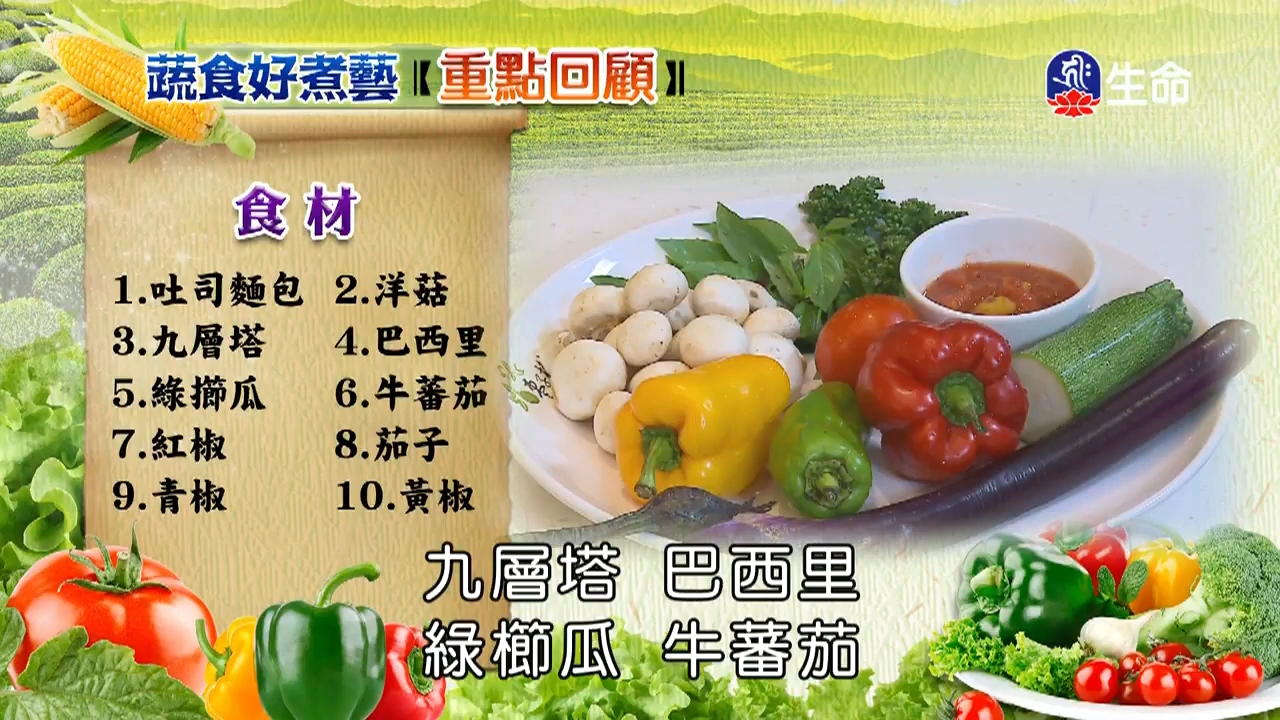 蔬食好煮藝【重點回顧】
生命
食材
1.吐司麵包 2.洋菇
3.九層塔 4.巴西里
5.綠擳瓜 6.牛蕃茄
7.紅椒 8.茄子
9.青椒 10.黃椒
九層塔 巴西里
綠櫛瓜 牛蕃茄